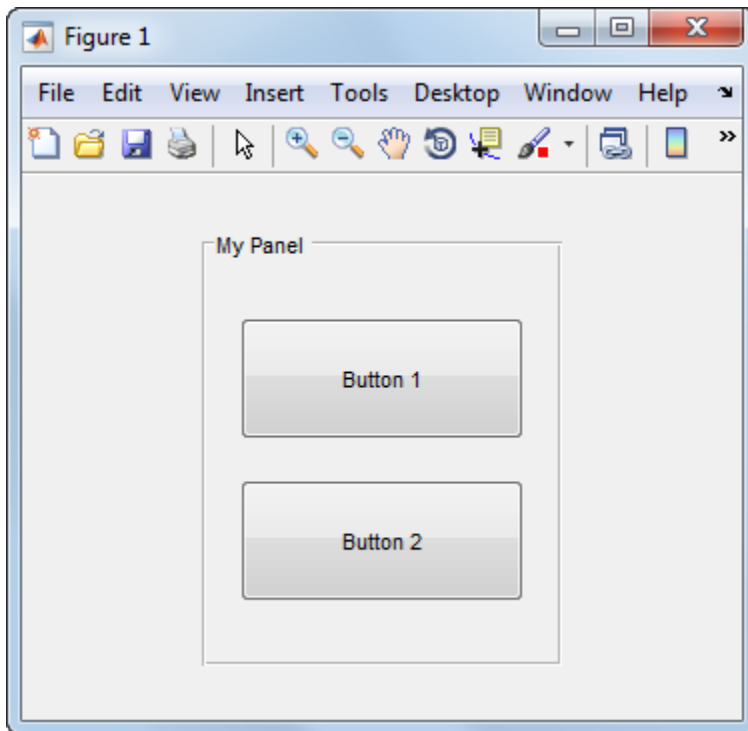 Figure 1
File Edit View Insert Tools Desktop Window Help
My Panel
Button 1
Button 2